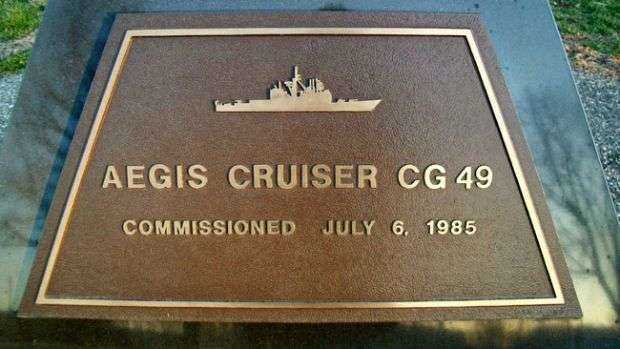 AEGIS CRUISER CG 49
COMMISSIONED JULY 6, 1985